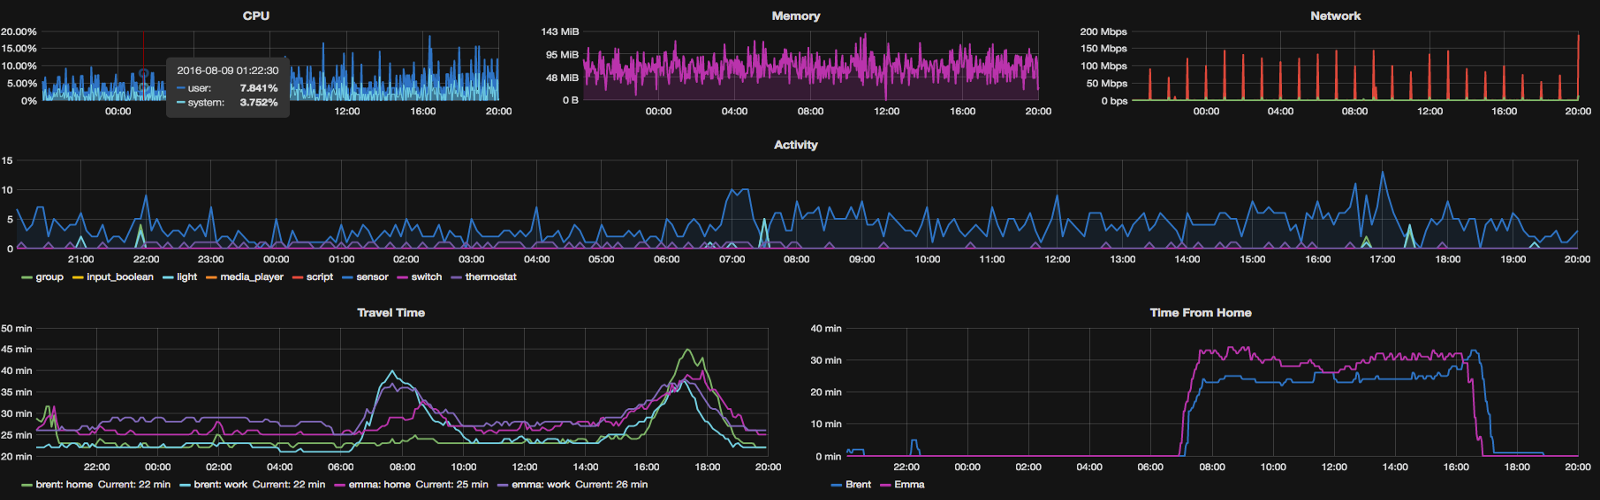 CPU
Memory
Network
20.00%
15.00%
10.00%
5.00%
0%
2016-08-09 01:22:30
user: 7.841%
system: 3.752%
00:00 12:00 16:00 20:00
143 MiB
95 MiB
48 MiB
0 B
00:00 04:00 08:00 12:00 16:00 20:00
200 Mbps
150 Mbps
100 Mbps
50 Mbps
0 bps
00:00 04:00 08:00 12:00 16:00 20:00
Activity
15
10
5
0
21:00 22:00 23:00 00:00 01:00 02:00 03:00 04:00 05:00 06:00 07:00 08:00 09:00 10:00 11:00 12:00 13:00 14:00 15:00 16:00 17:00 18:00 19:00 20:00
group input_boolean light media_player script sensor switch thermostat
Travel Time
50 min
45 min
40 min
35 min
30 min
25 min
20 min
22:00 00:00 02:00 04:00 06:00 08:00 10:00 12:00 14:00 16:00 18:00 20:00
brent: home Current: 22 min brent: work Current: 22 min emma: home Current: 25 min emma: work Current: 26 min
Time From Home
40 min
30 min
20 min
10 min
0 min
22:00 00:00 02:00 04:00 06:00 08:00 10:00 12:00 14:00 16:00 18:00 20:00
Brent Emma